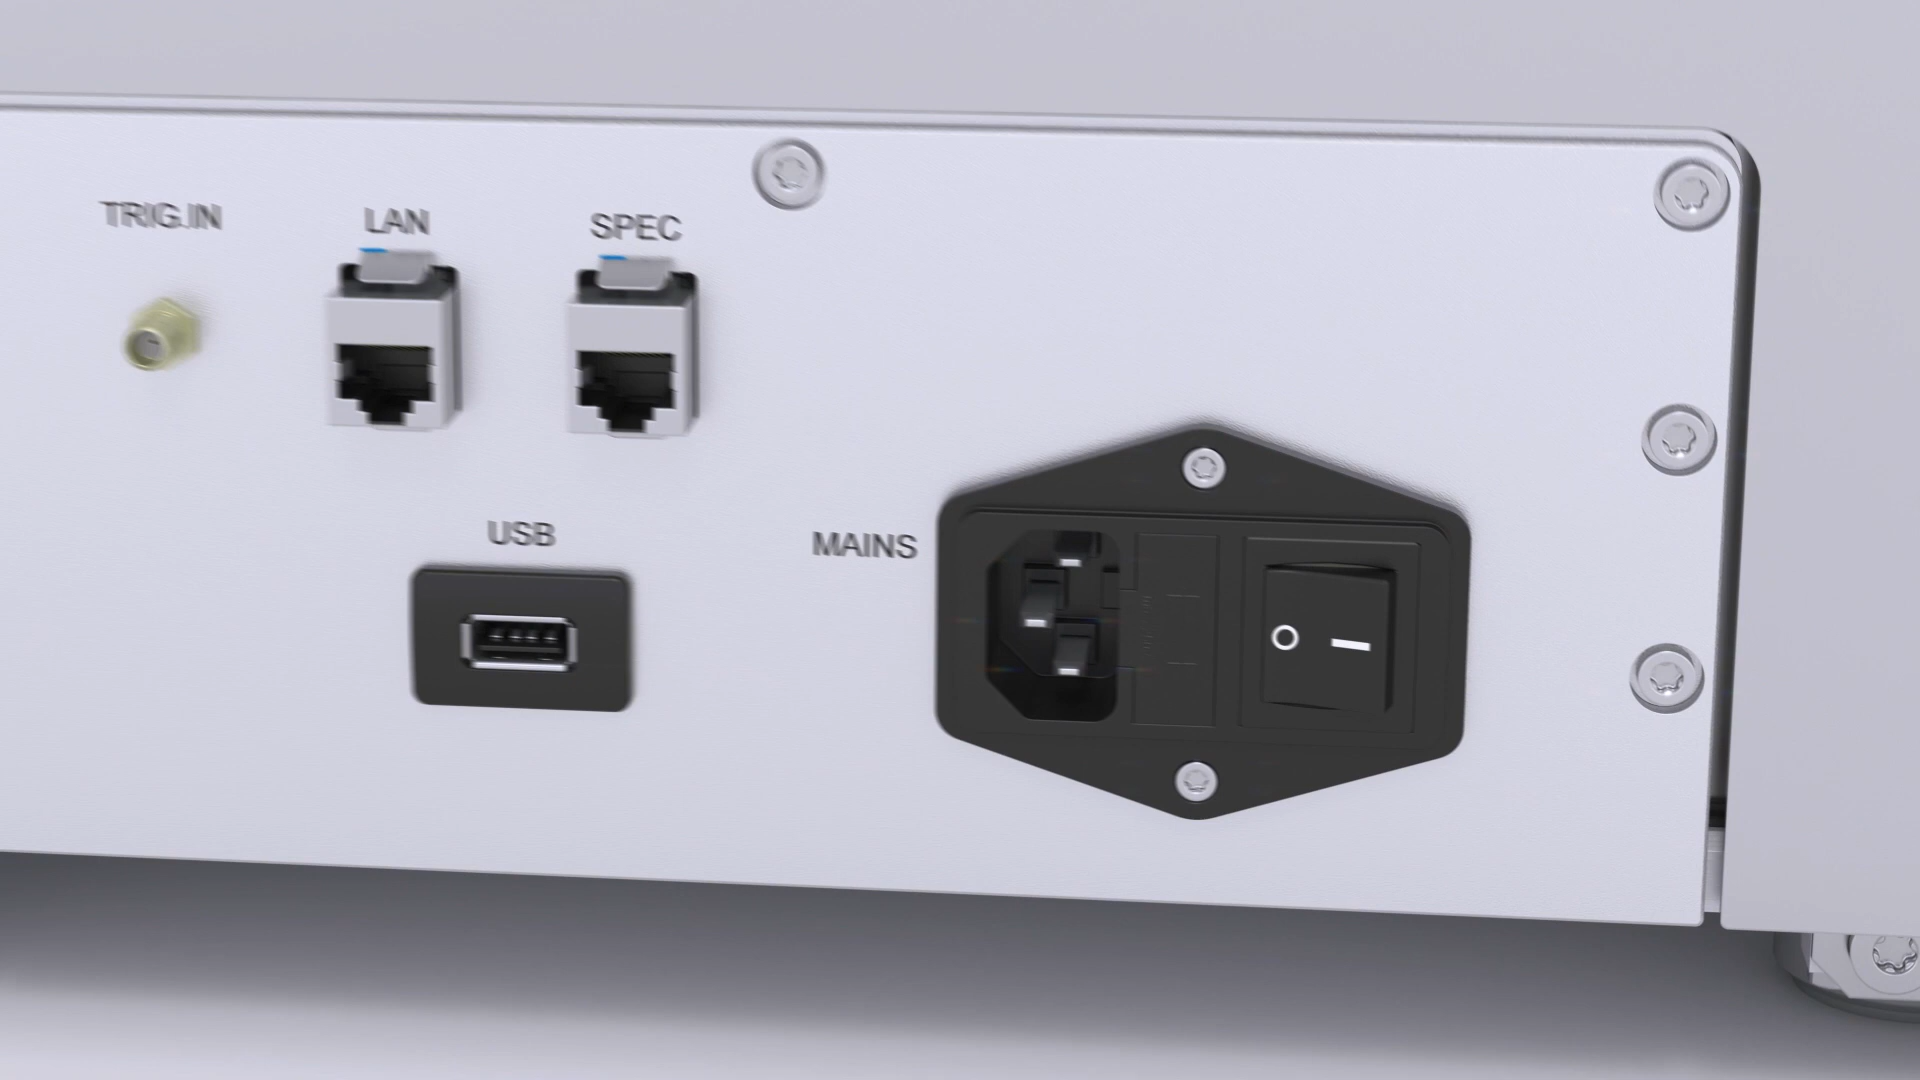 TRIG.IN
LAN
SPEC
USB
MAINS
O I